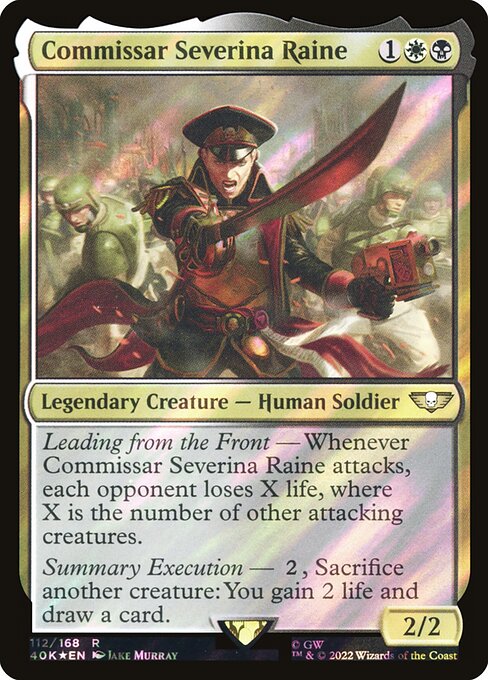 Commissar Severina Raine 1
Legendary Creature — Human Soldier
Leading from the Front — Whenever
Commissar Severina Raine attacks,
each opponent loses X life, where
X is the number of other attacking
creatures.
Summary Execution — 2, Sacrifice
another creature: You gain 2 life and
draw a card.
2/2
112/168 R
40K★EN Jake Murray
© GW
™ & © 2022 Wizards of the Coast